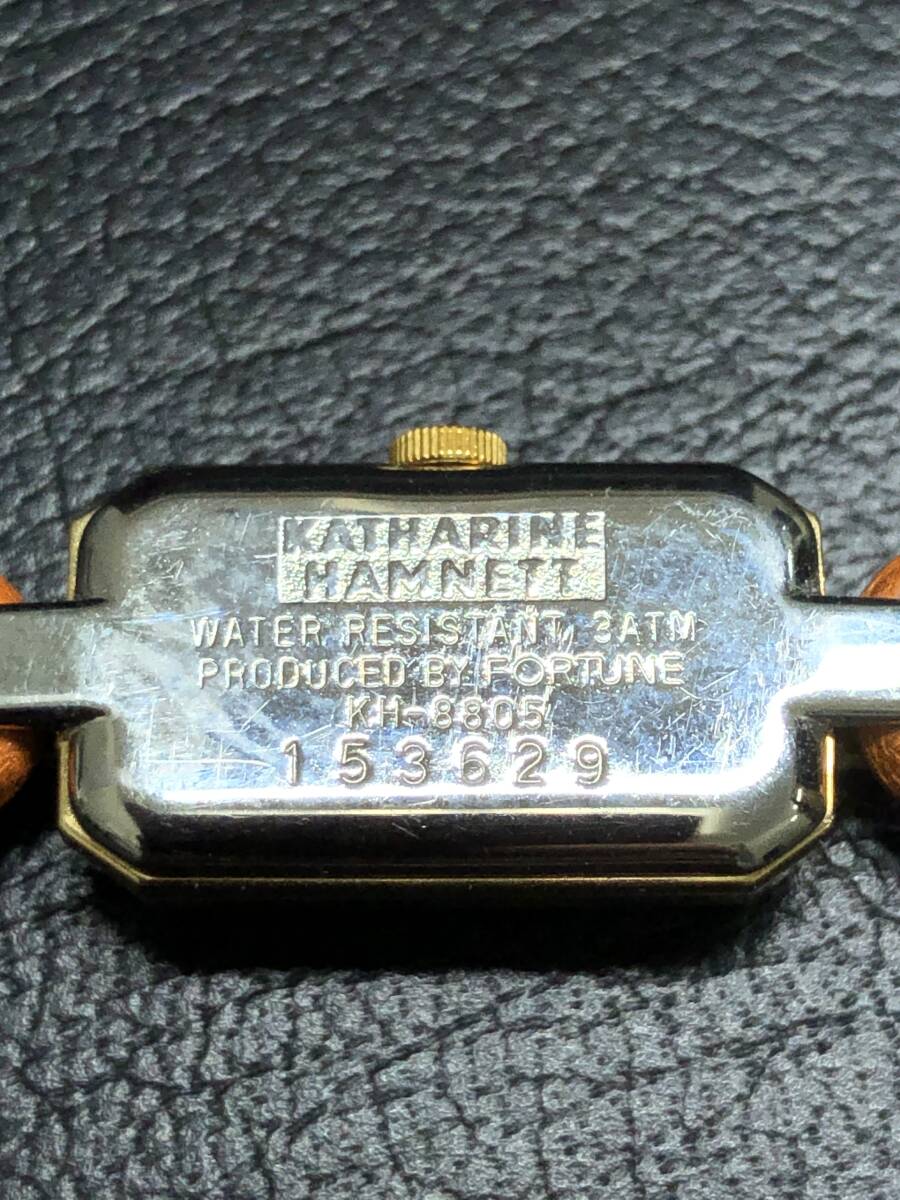 KATHARINE
HAMNETT
WATER RESISTANT 3ATM
PRODUCED BY FORTUNE
KH-8805
153629